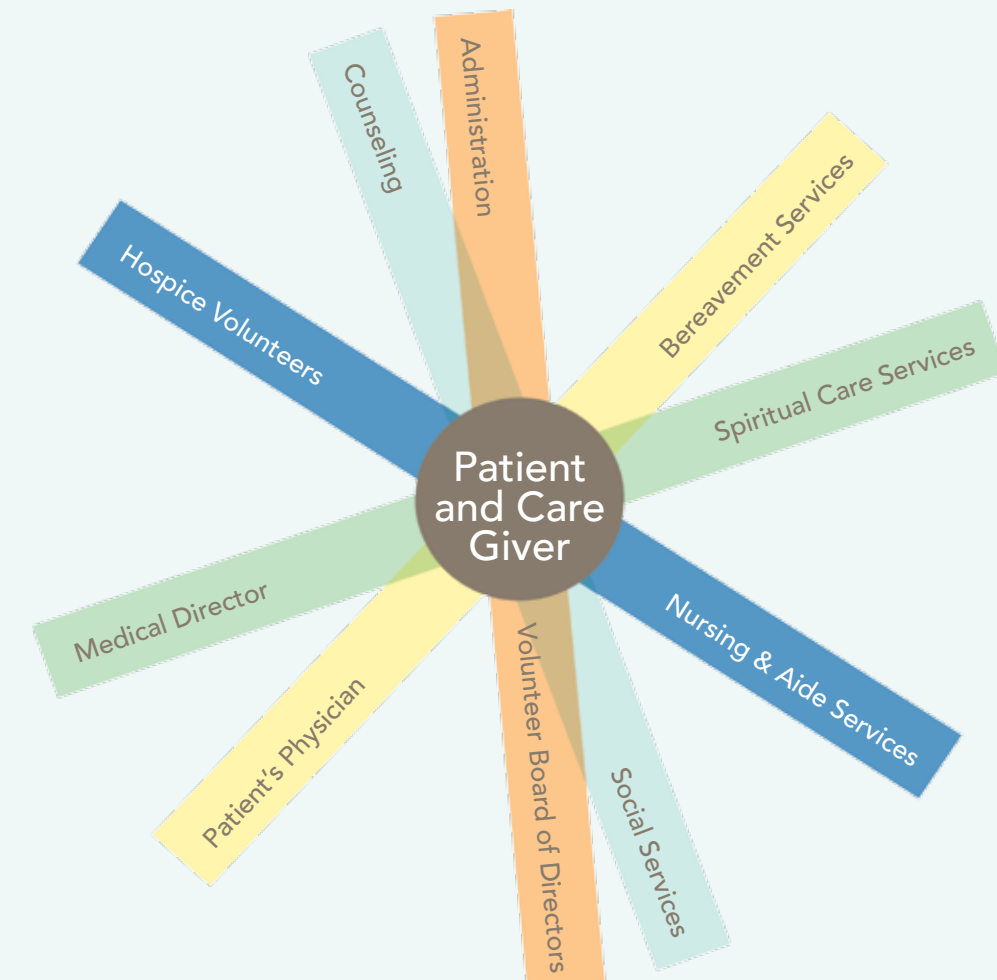 Counseling
Administration
Bereavement Services
Hospice Volunteers
Spiritual Care Services
Patient
and Care
Giver
Medical Director
Nursing & Aide Services
Patient's Physician
Volunteer Board of Directors
Social Services